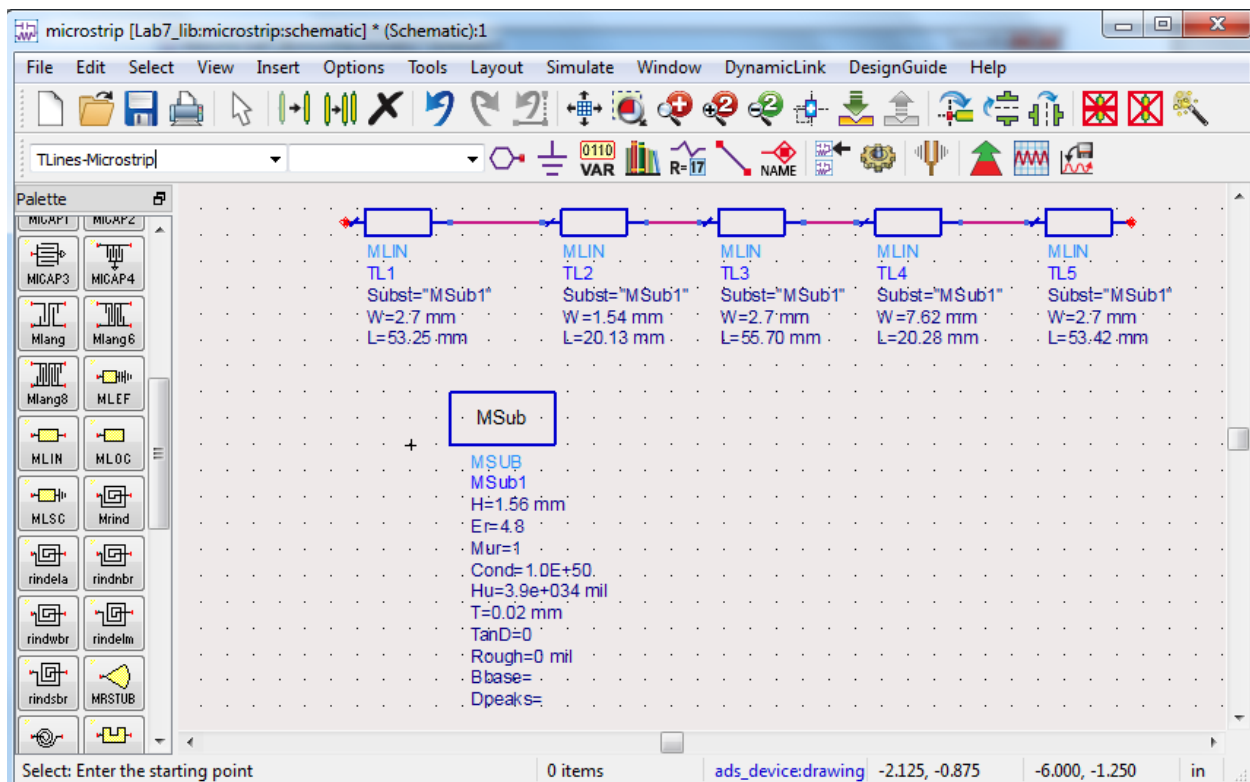 microstrip [Lab7_lib:microstrip:schematic] * (Schematic):1
File Edit Select View Insert Options Tools Layout Simulate Window DynamicLink DesignGuide Help
+2 -2
TLines-Microstrip 0110 VAR R=17 NAME
Palette
MICAP1 MICAP2
MICAP3 MICAP4
Mlang Mlang6
Mlang8 MLEF
MLIN MLOC
MLSC Mrind
rindela rindnbr
rindwbr rindelm
rindsbr MRSTUB
MLIN
TL1
Subst="MSub1"
W=2.7 mm
L=53.25 mm
MLIN
TL2
Subst="MSub1"
W=1.54 mm
L=20.13 mm
MLIN
TL3
Subst="MSub1"
W=2.7 mm
L=55.70 mm
MLIN
TL4
Subst="MSub1"
W=7.62 mm
L=20.28 mm
MLIN
TL5
Subst="MSub1"
W=2.7 mm
L=53.42 mm
MSub
MSUB
MSub1
H=1.56 mm
Er=4.8
Mur=1
Cond=1.0E+50
Hu=3.9e+034 mil
T=0.02 mm
TanD=0
Rough=0 mil
Bbase=
Dpeaks=
Select: Enter the starting point 0 items ads_device:drawing -2.125, -0.875 -6.000, -1.250 in